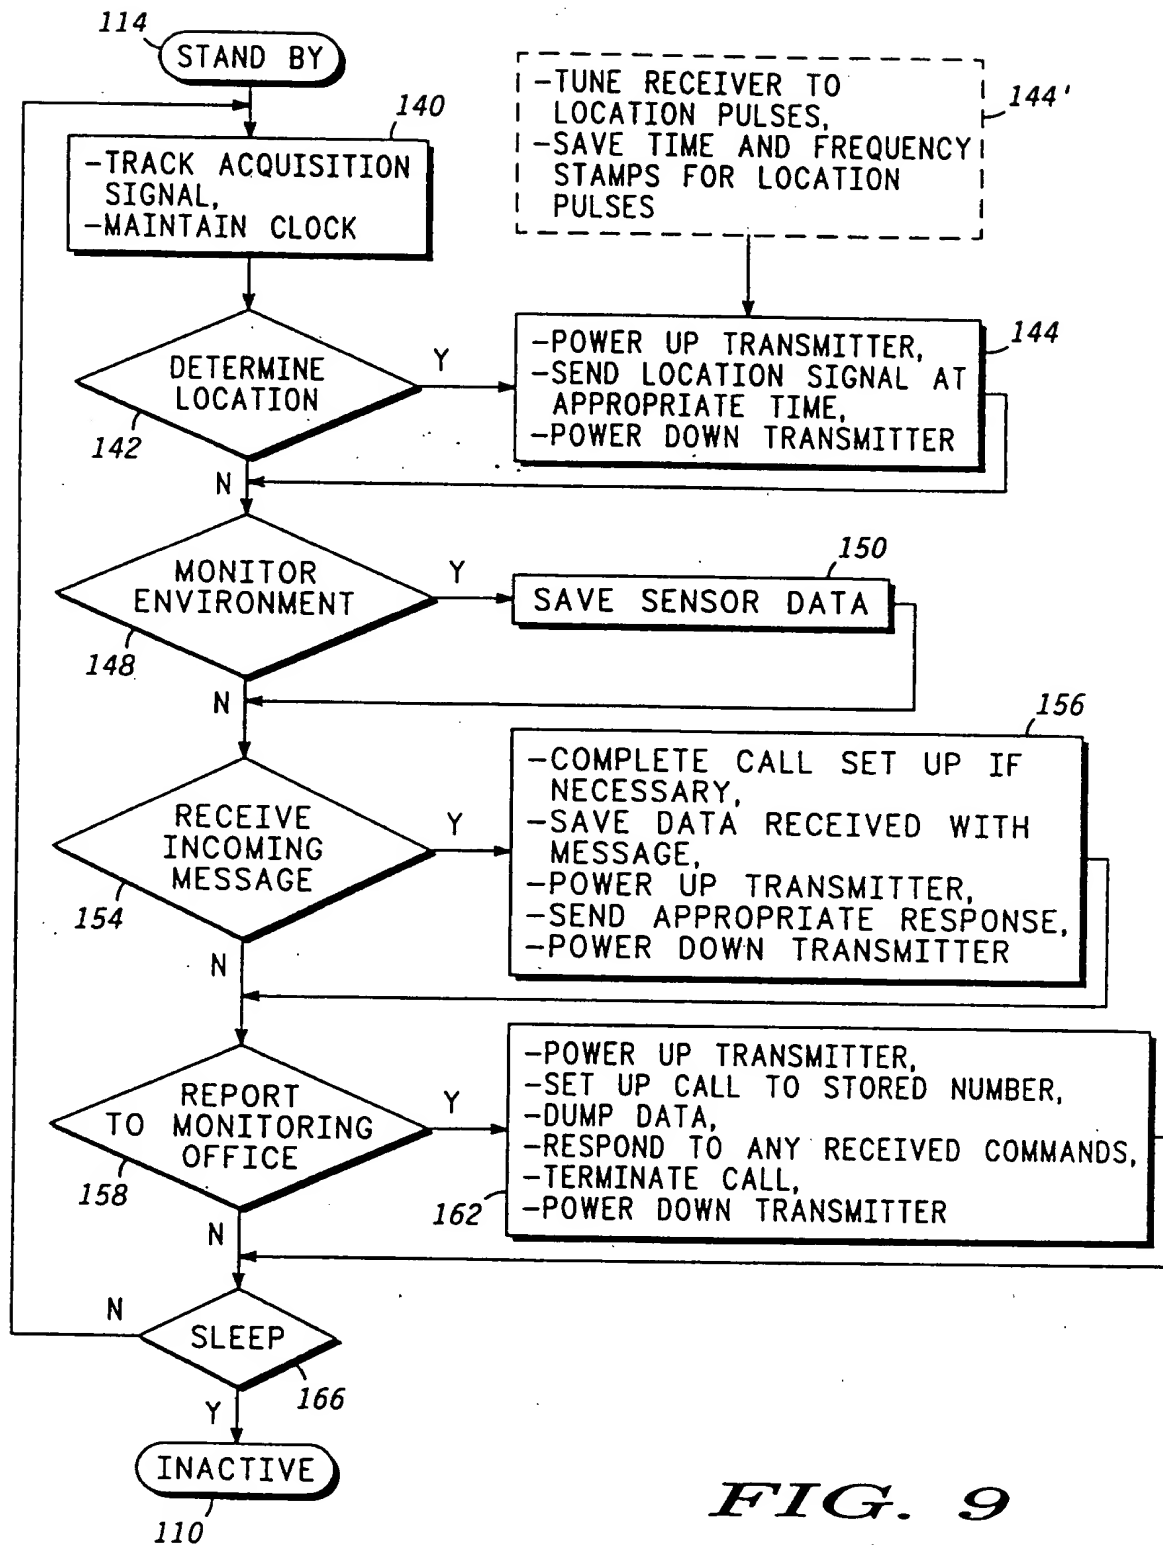 114
STAND BY
140
-TRACK ACQUISITION
SIGNAL,
-MAINTAIN CLOCK
144'
-TUNE RECEIVER TO
LOCATION PULSES,
-SAVE TIME AND FREQUENCY
STAMPS FOR LOCATION
PULSES
DETERMINE
LOCATION
142
Y
N
144
-POWER UP TRANSMITTER,
-SEND LOCATION SIGNAL AT
APPROPRIATE TIME,
-POWER DOWN TRANSMITTER
MONITOR
ENVIRONMENT
148
Y
N
150
SAVE SENSOR DATA
RECEIVE
INCOMING
MESSAGE
154
Y
N
156
-COMPLETE CALL SET UP IF
NECESSARY,
-SAVE DATA RECEIVED WITH
MESSAGE,
-POWER UP TRANSMITTER,
-SEND APPROPRIATE RESPONSE,
-POWER DOWN TRANSMITTER
REPORT
TO MONITORING
OFFICE
158
Y
N
-POWER UP TRANSMITTER,
-SET UP CALL TO STORED NUMBER,
-DUMP DATA,
-RESPOND TO ANY RECEIVED COMMANDS,
-TERMINATE CALL,
-POWER DOWN TRANSMITTER
162
N
SLEEP
166
Y
INACTIVE
110
FIG. 9